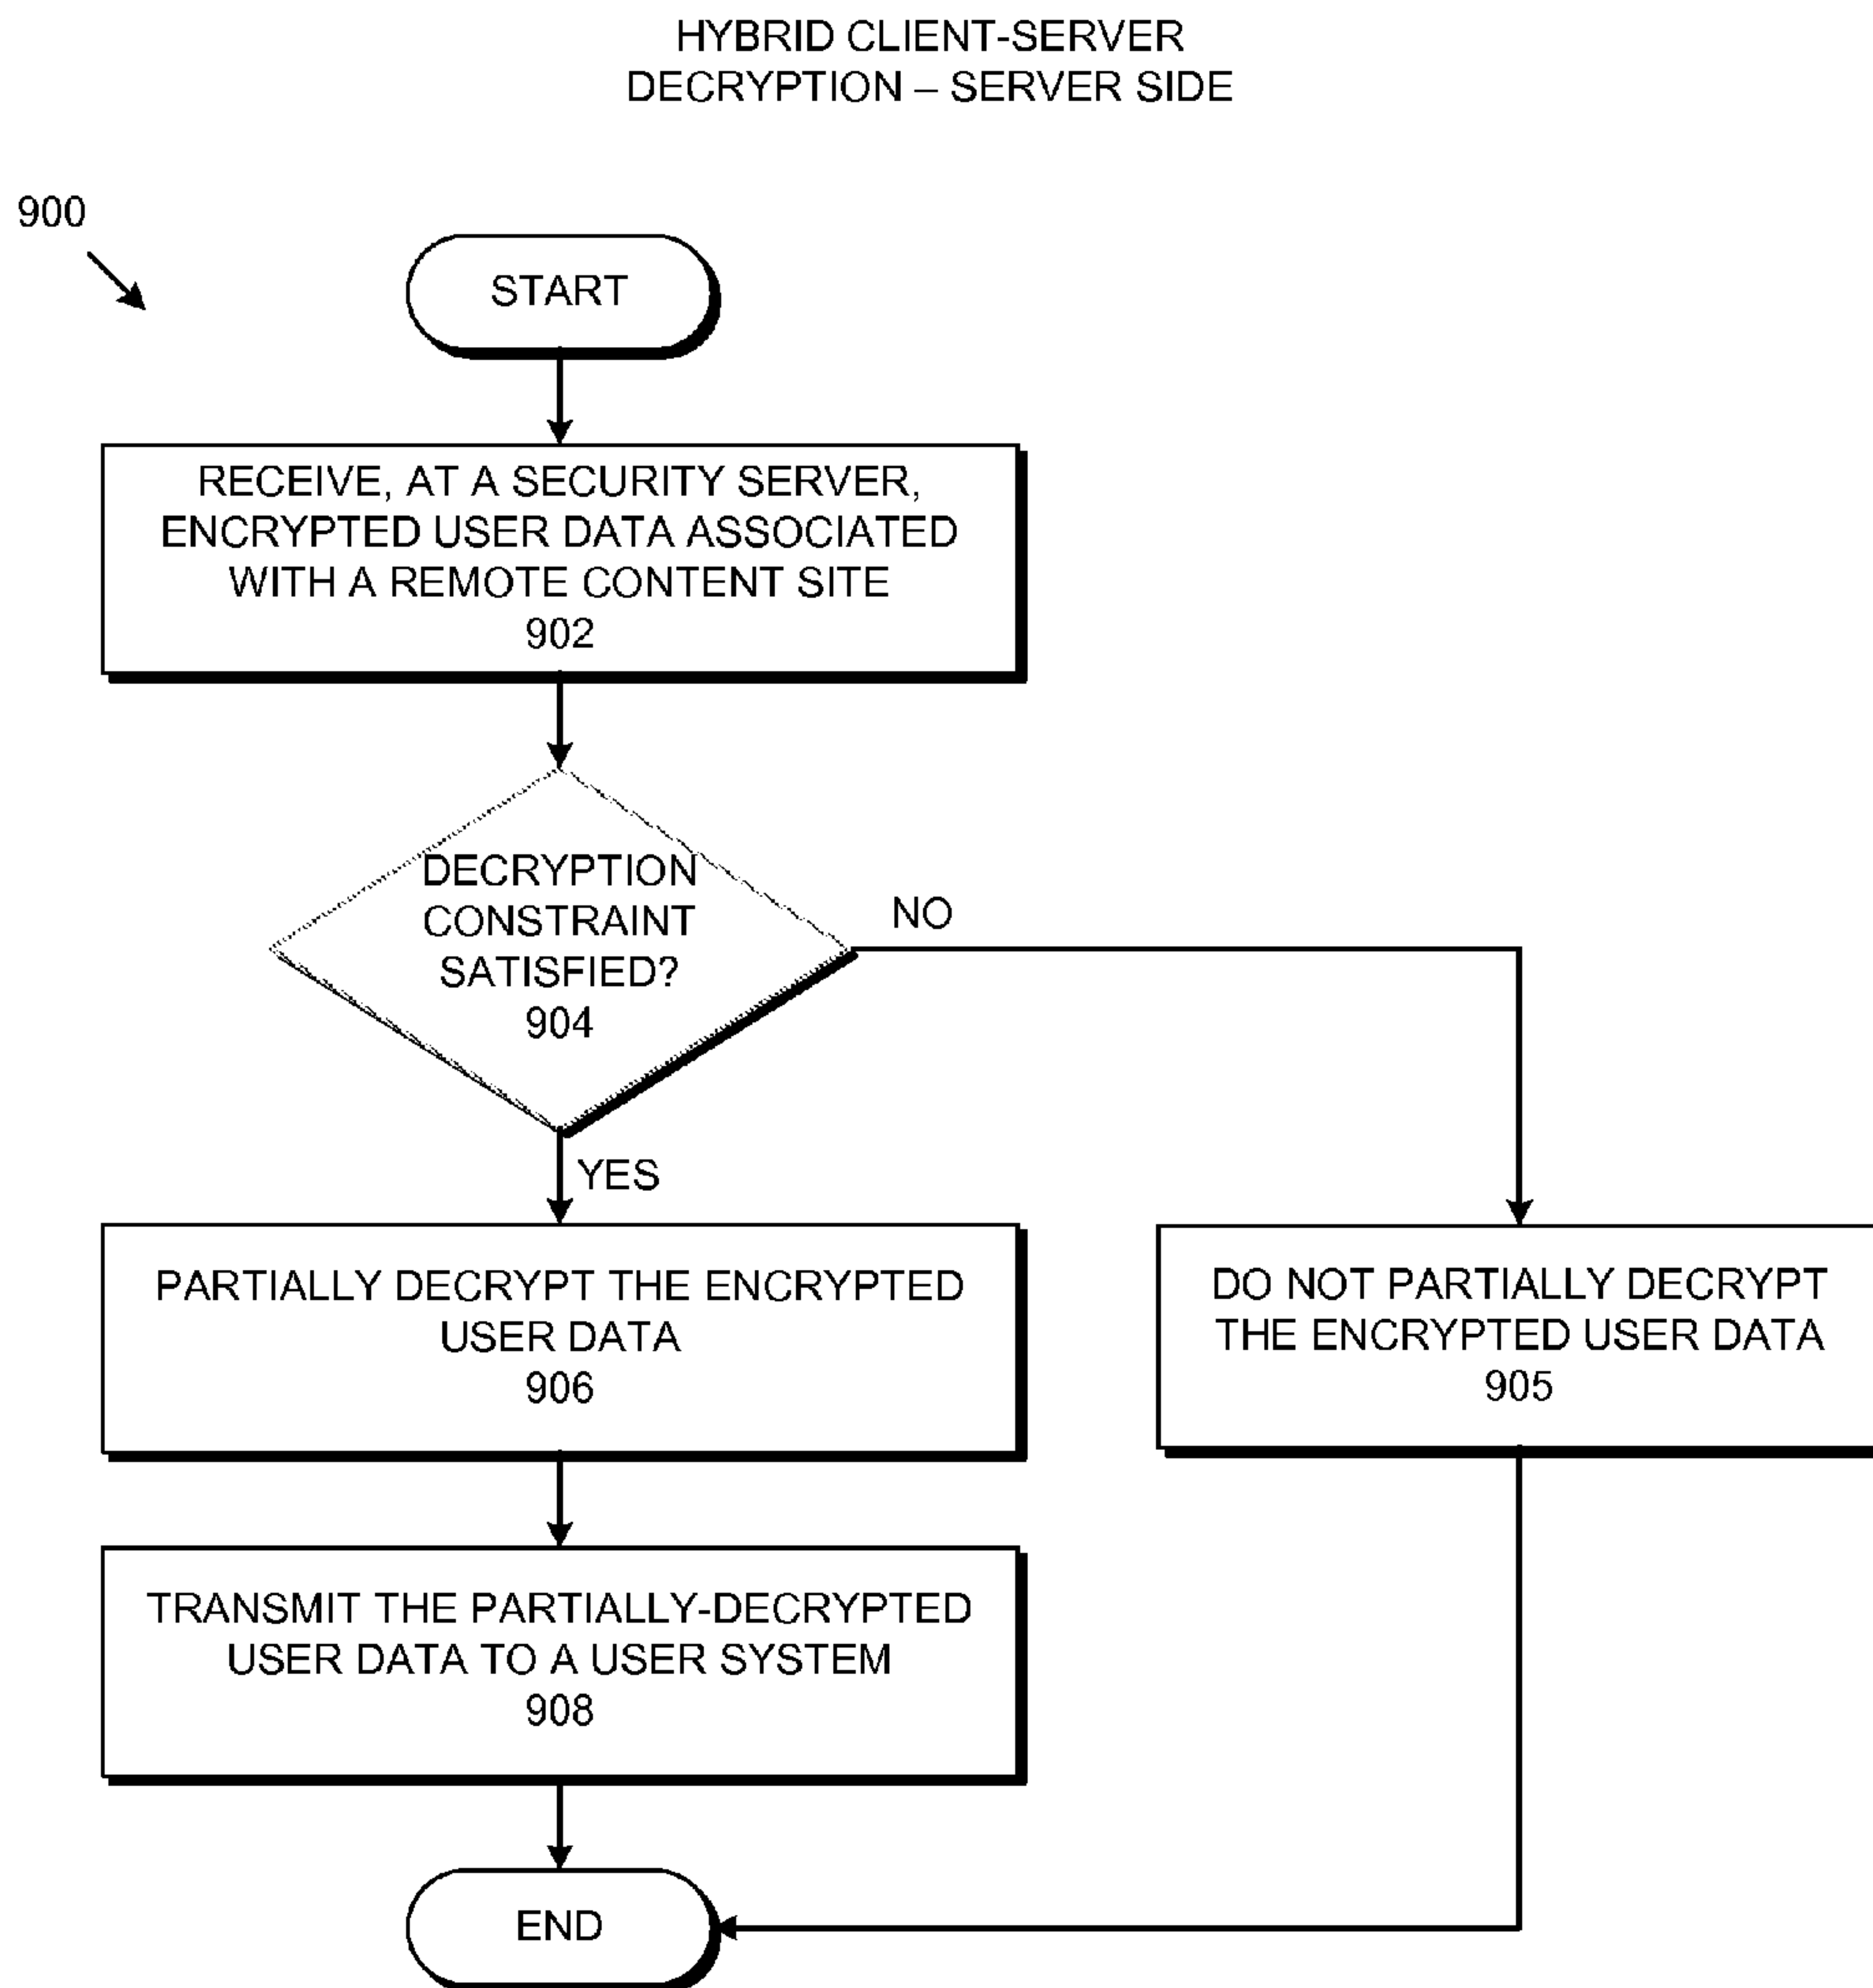 HYBRID CLIENT-SERVER
DECRYPTION – SERVER SIDE
900
START
RECEIVE, AT A SECURITY SERVER,
ENCRYPTED USER DATA ASSOCIATED
WITH A REMOTE CONTENT SITE
902
DECRYPTION
CONSTRAINT
SATISFIED?
904
NO
YES
PARTIALLY DECRYPT THE ENCRYPTED
USER DATA
906
DO NOT PARTIALLY DECRYPT
THE ENCRYPTED USER DATA
905
TRANSMIT THE PARTIALLY-DECRYPTED
USER DATA TO A USER SYSTEM
908
END